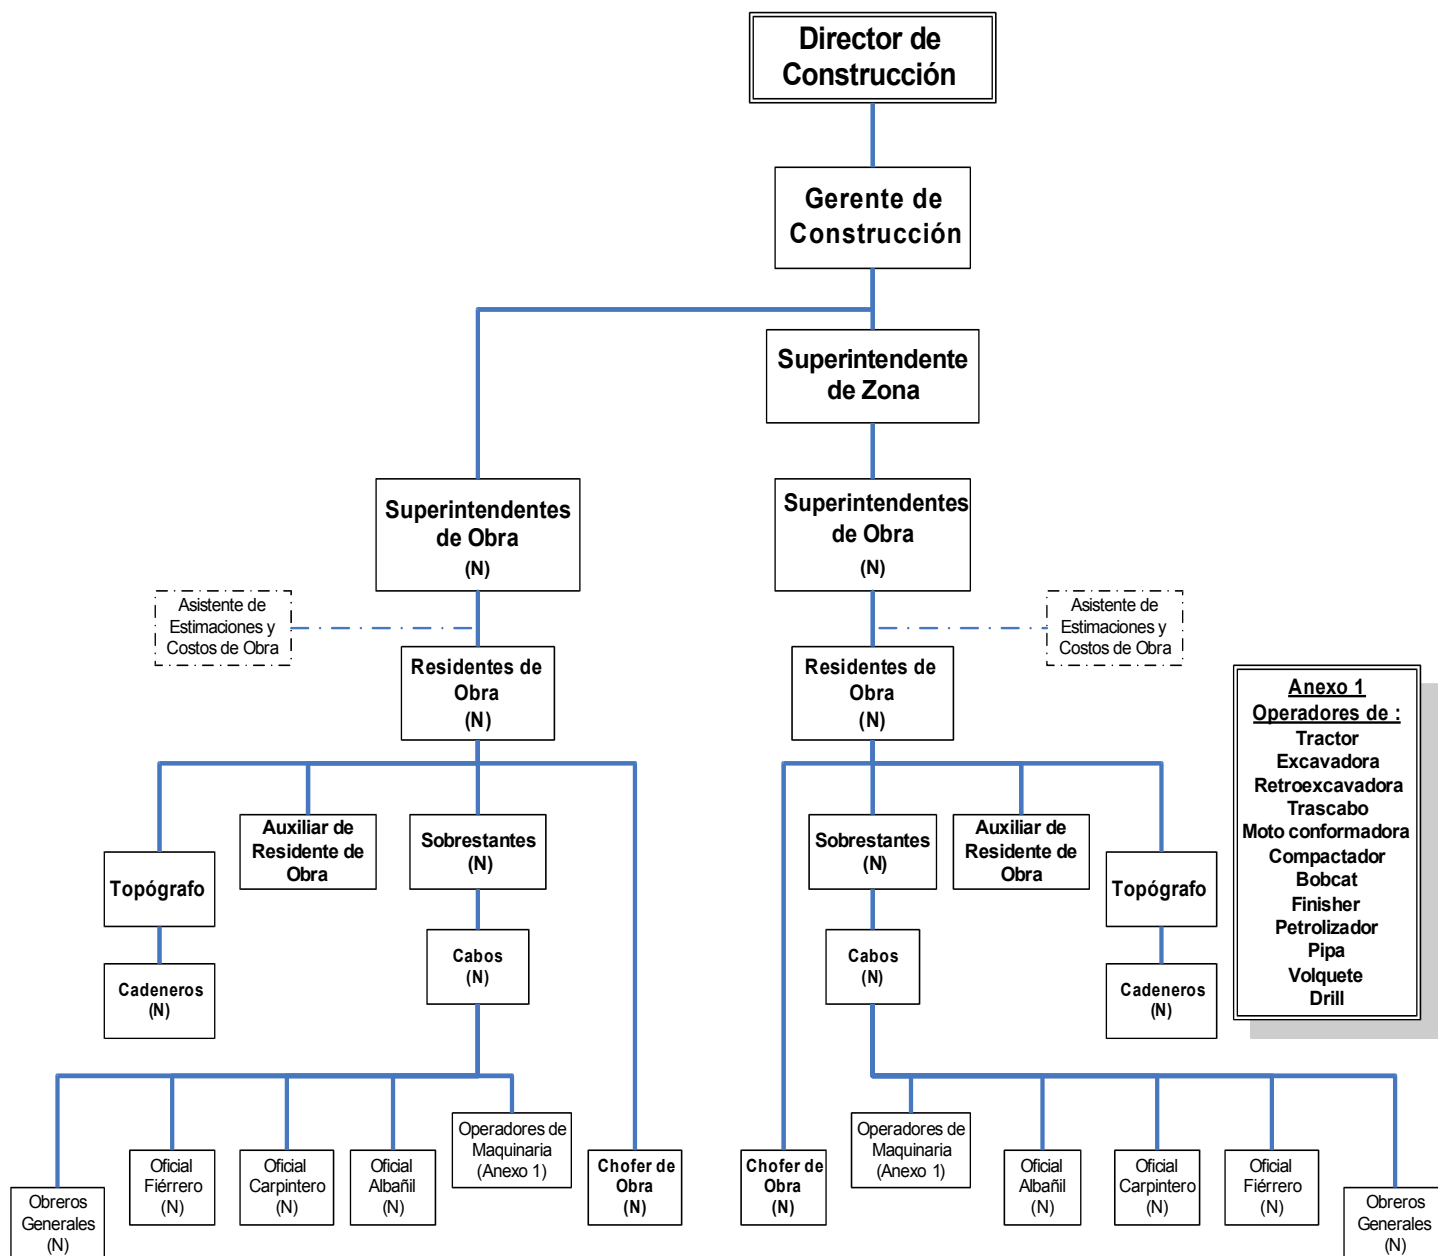 Director de
Construcción
Gerente de
Construcción
Superintendente
de Zona
Superintendentes
de Obra
(N)
Superintendentes
de Obra
(N)
Asistente de
Estimaciones y
Costos de Obra
Asistente de
Estimaciones y
Costos de Obra
Residentes de
Obra
(N)
Residentes de
Obra
(N)
Anexo 1
Operadores de :
Tractor
Excavadora
Retroexcavadora
Trascabo
Moto conformadora
Compactador
Bobcat
Finisher
Petrolizador
Pipa
Volquete
Drill
Topógrafo
Auxiliar de
Residente de
Obra
Sobrestantes
(N)
Sobrestantes
(N)
Auxiliar de
Residente de
Obra
Topógrafo
Cadeneros
(N)
Cabos
(N)
Cabos
(N)
Cadeneros
(N)
Obreros
Generales
(N)
Oficial
Fiérrero
(N)
Oficial
Carpintero
(N)
Oficial
Albañil
(N)
Operadores de
Maquinaria
(Anexo 1)
Chofer de
Obra
(N)
Chofer de
Obra
(N)
Operadores de
Maquinaria
(Anexo 1)
Oficial
Albañil
(N)
Oficial
Carpintero
(N)
Oficial
Fiérrero
(N)
Obreros
Generales
(N)